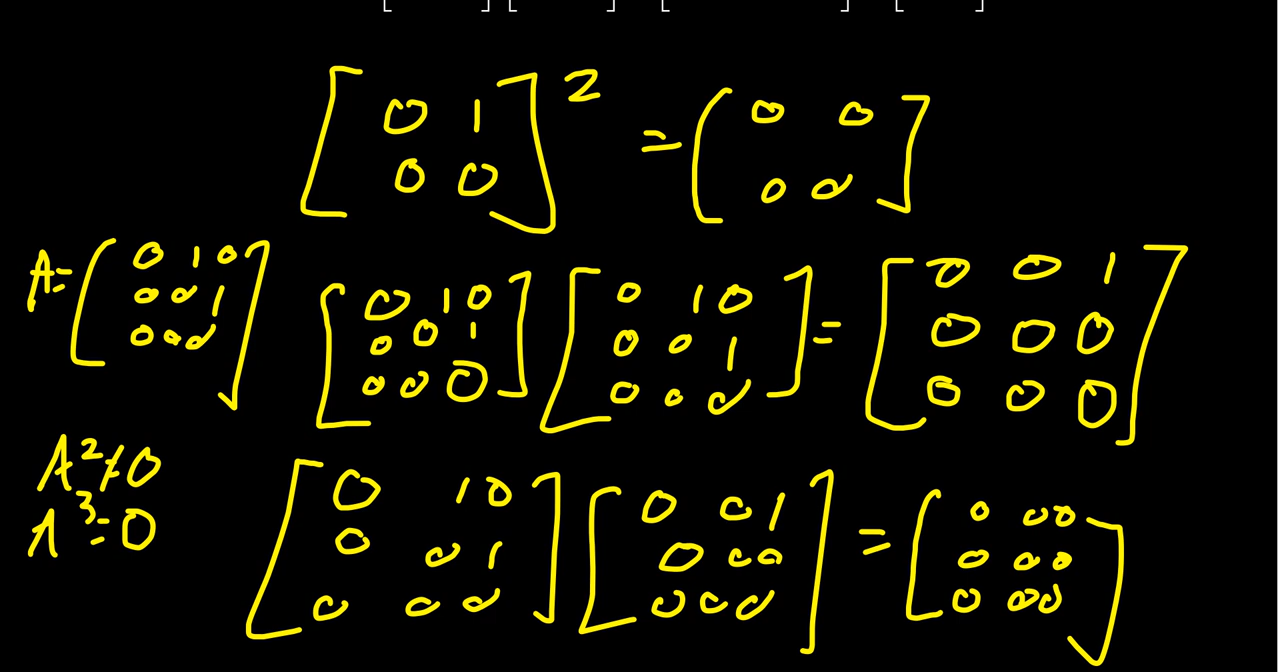 [0 1; 0 0]² = [0 0; 0 0]
A = [0 1 0; 0 0 1; 0 0 0]
[0 1 0; 0 0 1; 0 0 0] [0 1 0; 0 0 1; 0 0 0] = [0 0 1; 0 0 0; 0 0 0]
A² ≠ 0
A³ = 0
[0 1 0; 0 0 1; 0 0 0] [0 0 1; 0 0 0; 0 0 0] = [0 0 0; 0 0 0; 0 0 0]